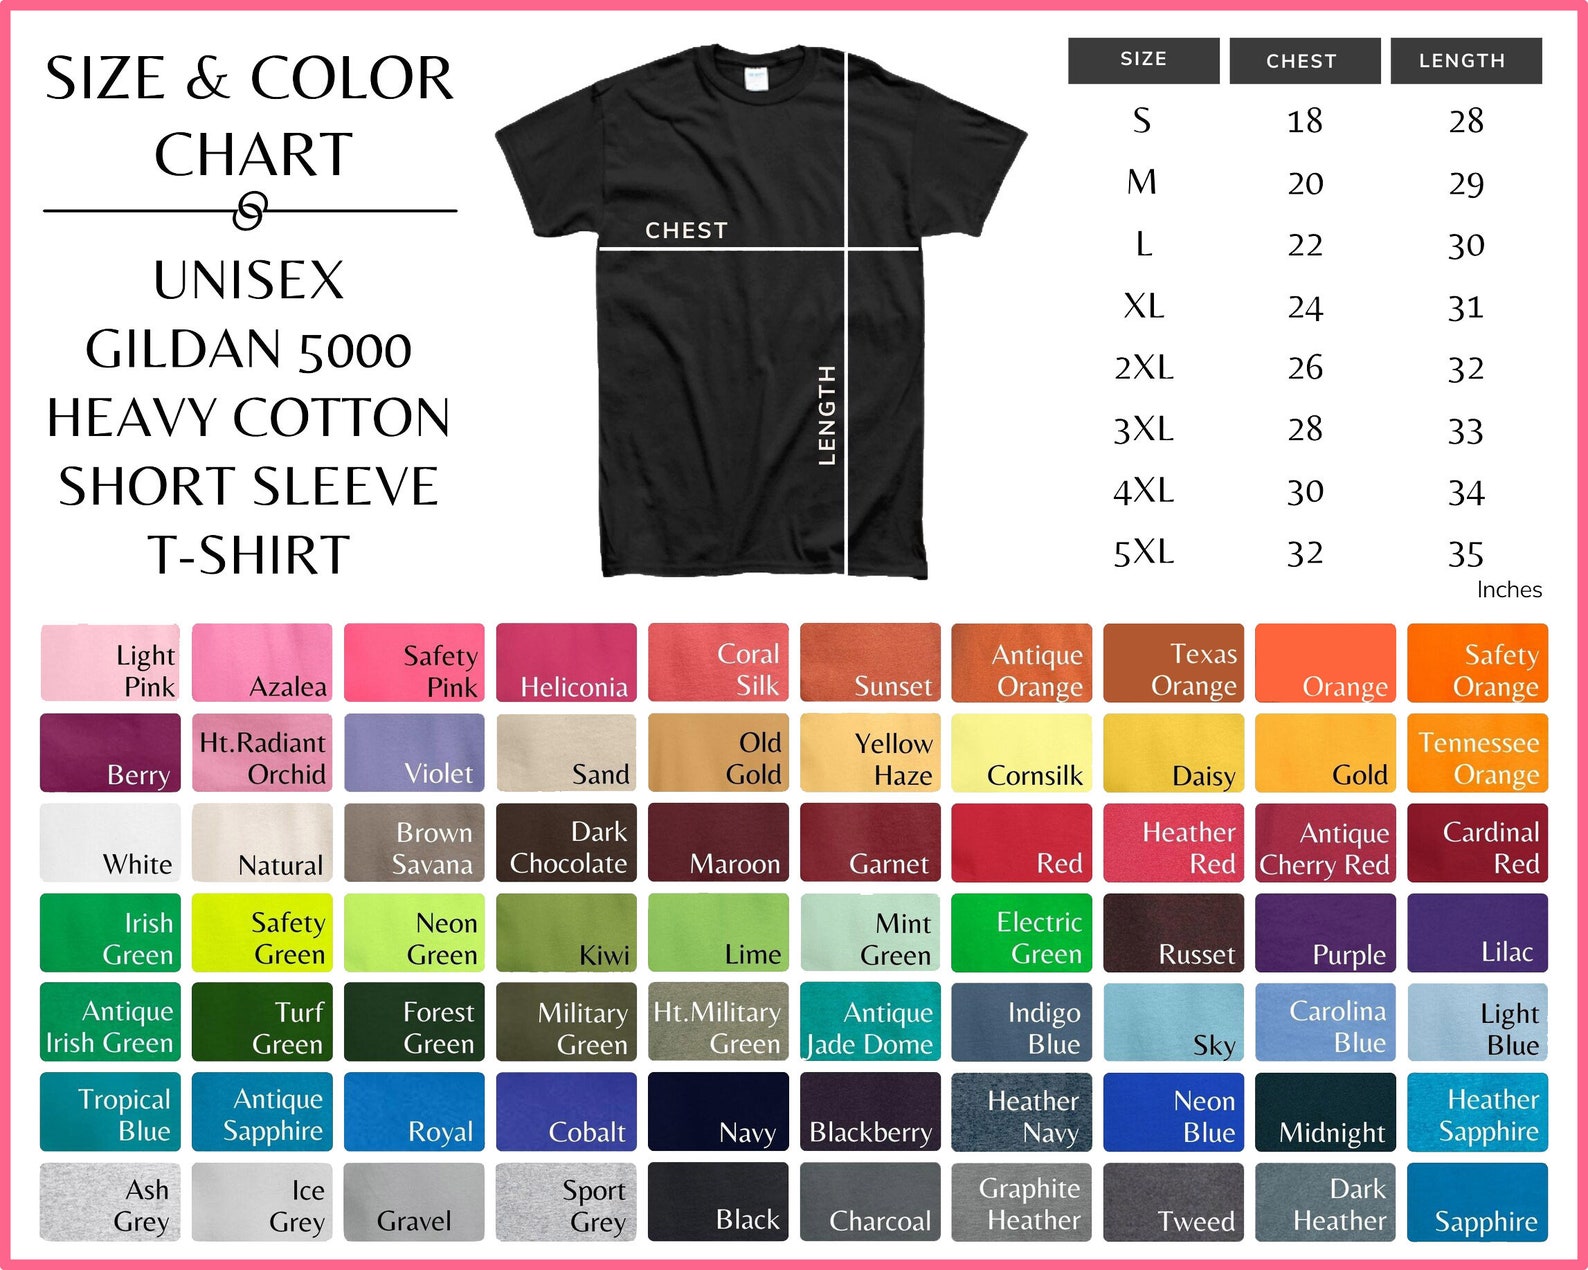 SIZE & COLOR
CHART
UNISEX
GILDAN 5000
HEAVY COTTON
SHORT SLEEVE
T-SHIRT
CHEST
LENGTH
SIZE CHEST LENGTH
S 18 28
M 20 29
L 22 30
XL 24 31
2XL 26 32
3XL 28 33
4XL 30 34
5XL 32 35
Inches
Light
Pink
Azalea
Safety
Pink
Heliconia
Coral
Silk
Sunset
Antique
Orange
Texas
Orange
Orange
Safety
Orange
Berry
Ht.Radiant
Orchid
Violet
Sand
Old
Gold
Yellow
Haze
Cornsilk
Daisy
Gold
Tennessee
Orange
White
Natural
Brown
Savana
Dark
Chocolate
Maroon
Garnet
Red
Heather
Red
Antique
Cherry Red
Cardinal
Red
Irish
Green
Safety
Green
Neon
Green
Kiwi
Lime
Mint
Green
Electric
Green
Russet
Purple
Lilac
Antique
Irish Green
Turf
Green
Forest
Green
Military
Green
Ht.Military
Green
Antique
Jade Dome
Indigo
Blue
Sky
Carolina
Blue
Light
Blue
Tropical
Blue
Antique
Sapphire
Royal
Cobalt
Navy
Blackberry
Heather
Navy
Neon
Blue
Midnight
Heather
Sapphire
Ash
Grey
Ice
Grey
Gravel
Sport
Grey
Black
Charcoal
Graphite
Heather
Tweed
Dark
Heather
Sapphire